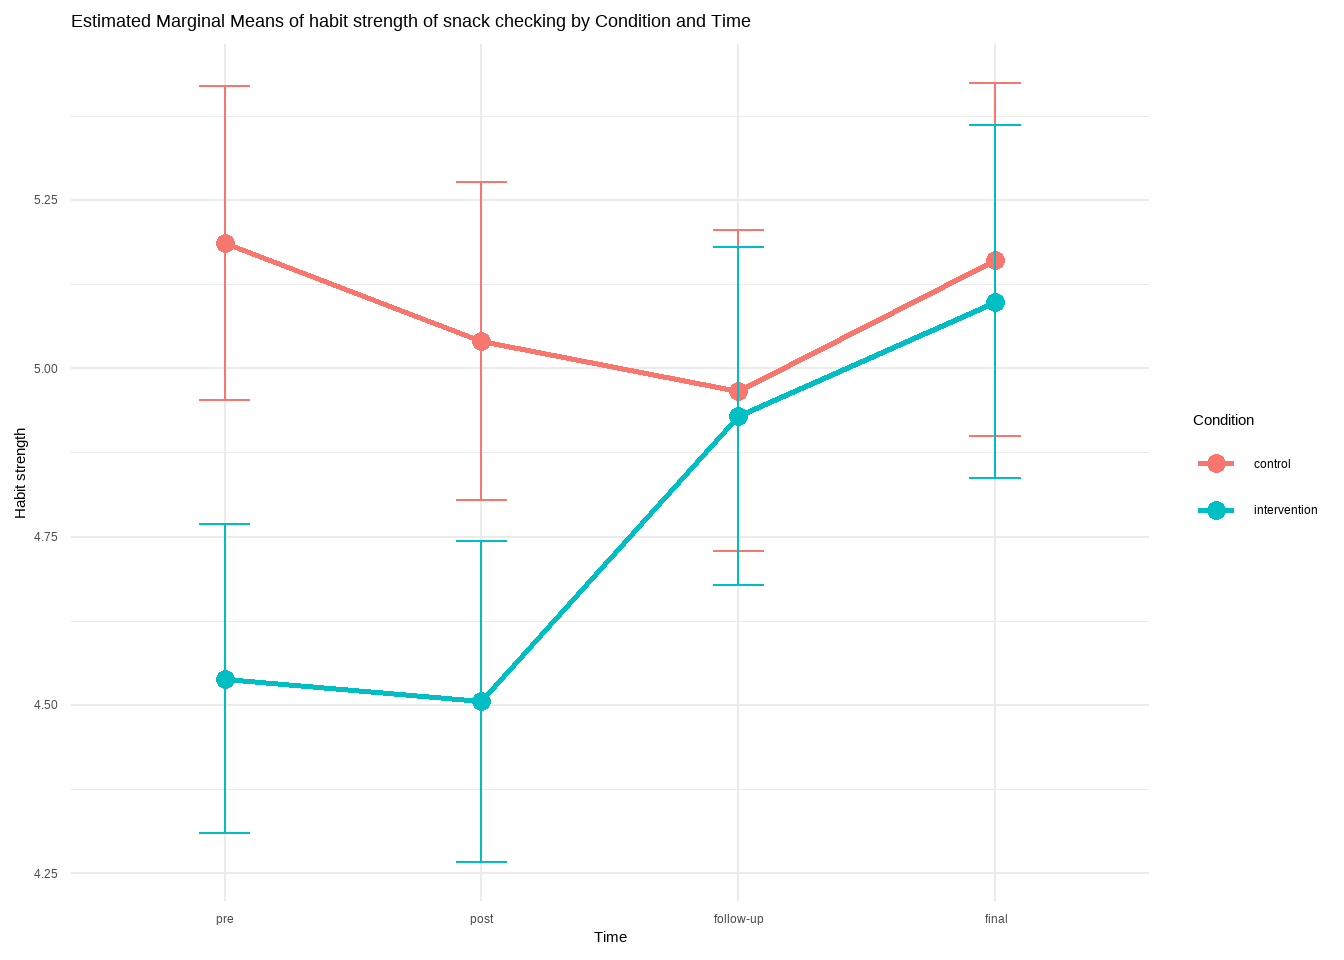 Estimated Marginal Means of habit strength of snack checking by Condition and Time
Habit strength
5.25
5.00
4.75
4.50
4.25
pre
post
follow-up
final
Time
Condition
control
intervention